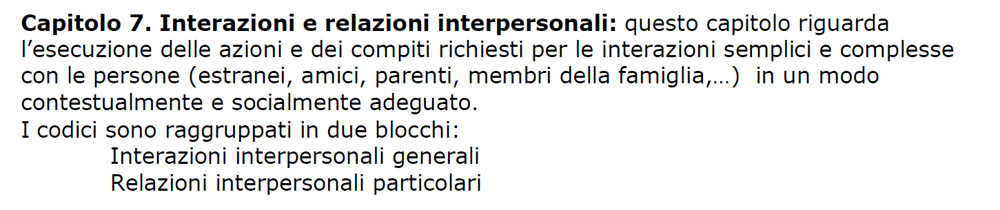 Capitolo 7. Interazioni e relazioni interpersonali: questo capitolo riguarda
l’esecuzione delle azioni e dei compiti richiesti per le interazioni semplici e complesse
con le persone (estranei, amici, parenti, membri della famiglia,…)  in un modo
contestualmente e socialmente adeguato.
I codici sono raggruppati in due blocchi:
Interazioni interpersonali generali
Relazioni interpersonali particolari